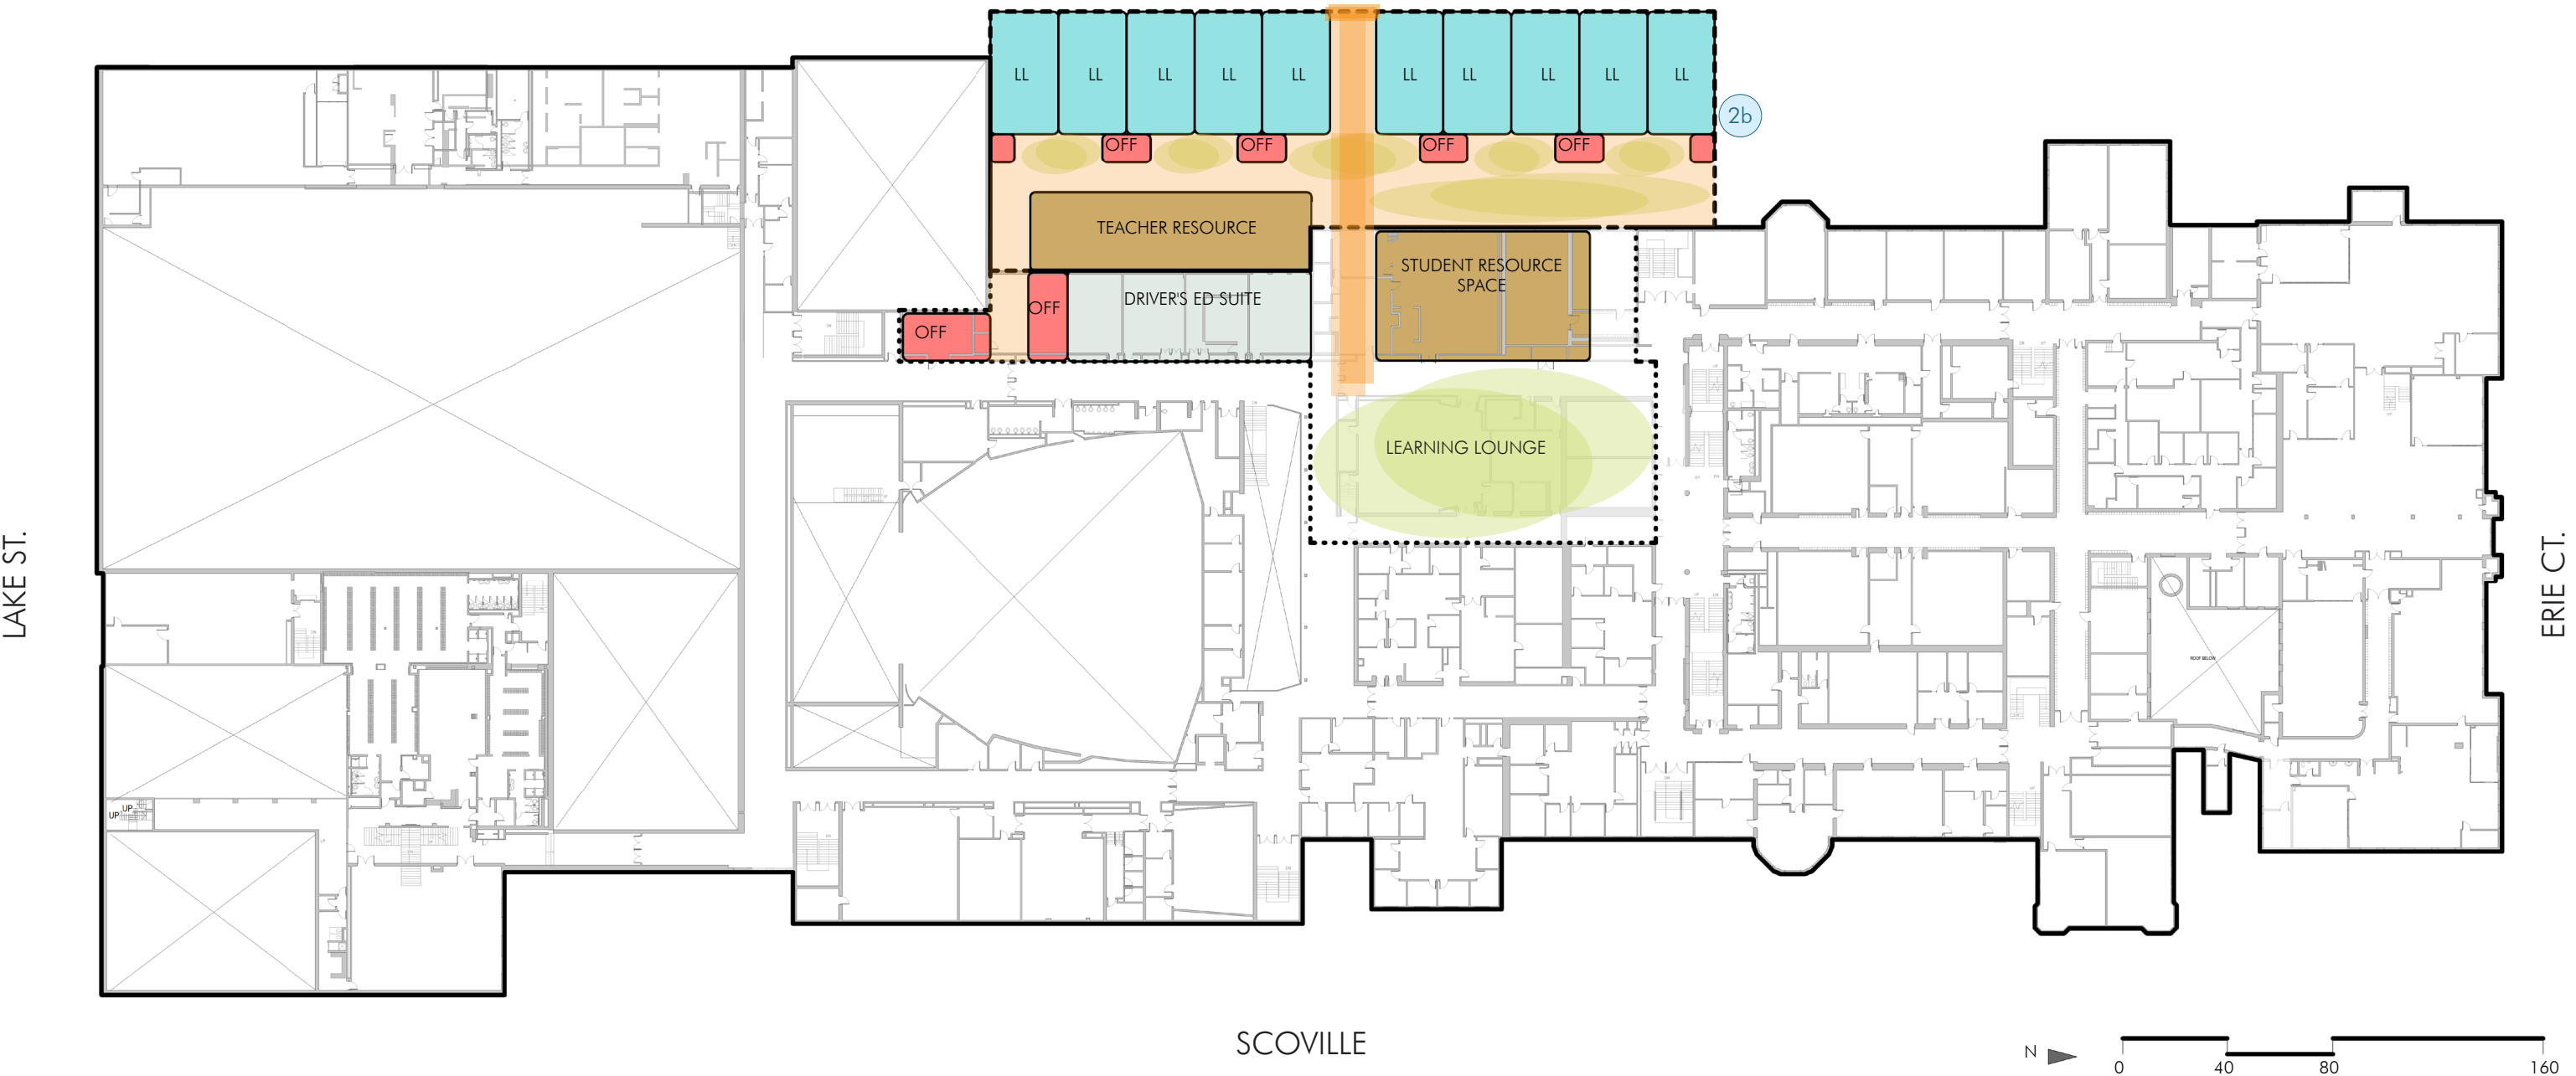 LL LL LL LL LL LL LL LL LL LL
2b
OFF OFF OFF OFF
TEACHER RESOURCE
STUDENT RESOURCE
SPACE
DRIVER'S ED SUITE
OFF
OFF
LEARNING LOUNGE
LAKE ST.
ERIE CT.
ROOF BELOW
UP
UP
SCOVILLE
N
0 40 80 160